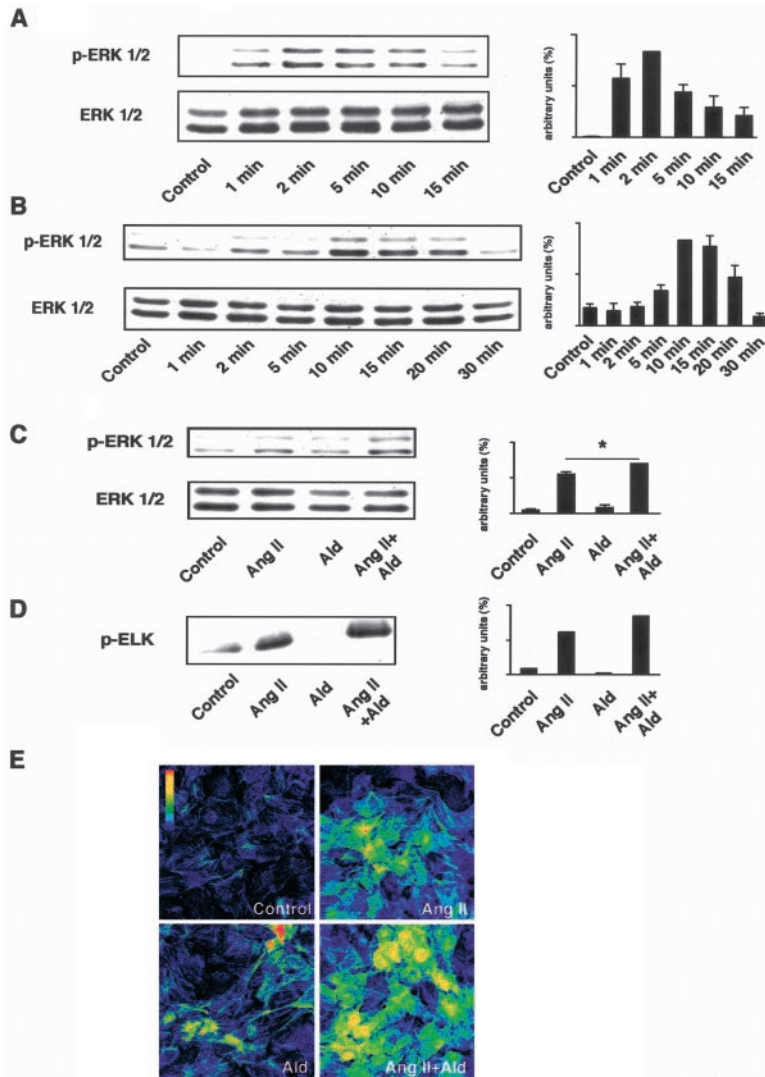 A
p-ERK 1/2
ERK 1/2
Control 1 min 2 min 5 min 10 min 15 min
arbitrary units (%)
Control 1 min 2 min 5 min 10 min 15 min
B
p-ERK 1/2
ERK 1/2
Control 1 min 2 min 5 min 10 min 15 min 20 min 30 min
arbitrary units (%)
Control 1 min 2 min 5 min 10 min 15 min 20 min 30 min
C
p-ERK 1/2
ERK 1/2
Control Ang II Ald Ang II+ Ald
arbitrary units (%)
*
Control Ang II Ald Ang II+ Ald
D
p-ELK
Control Ang II Ald Ang II +Ald
arbitrary units (%)
Control Ang II Ald Ang II+ Ald
E
Control
Ang II
Ald
Ang II+Ald